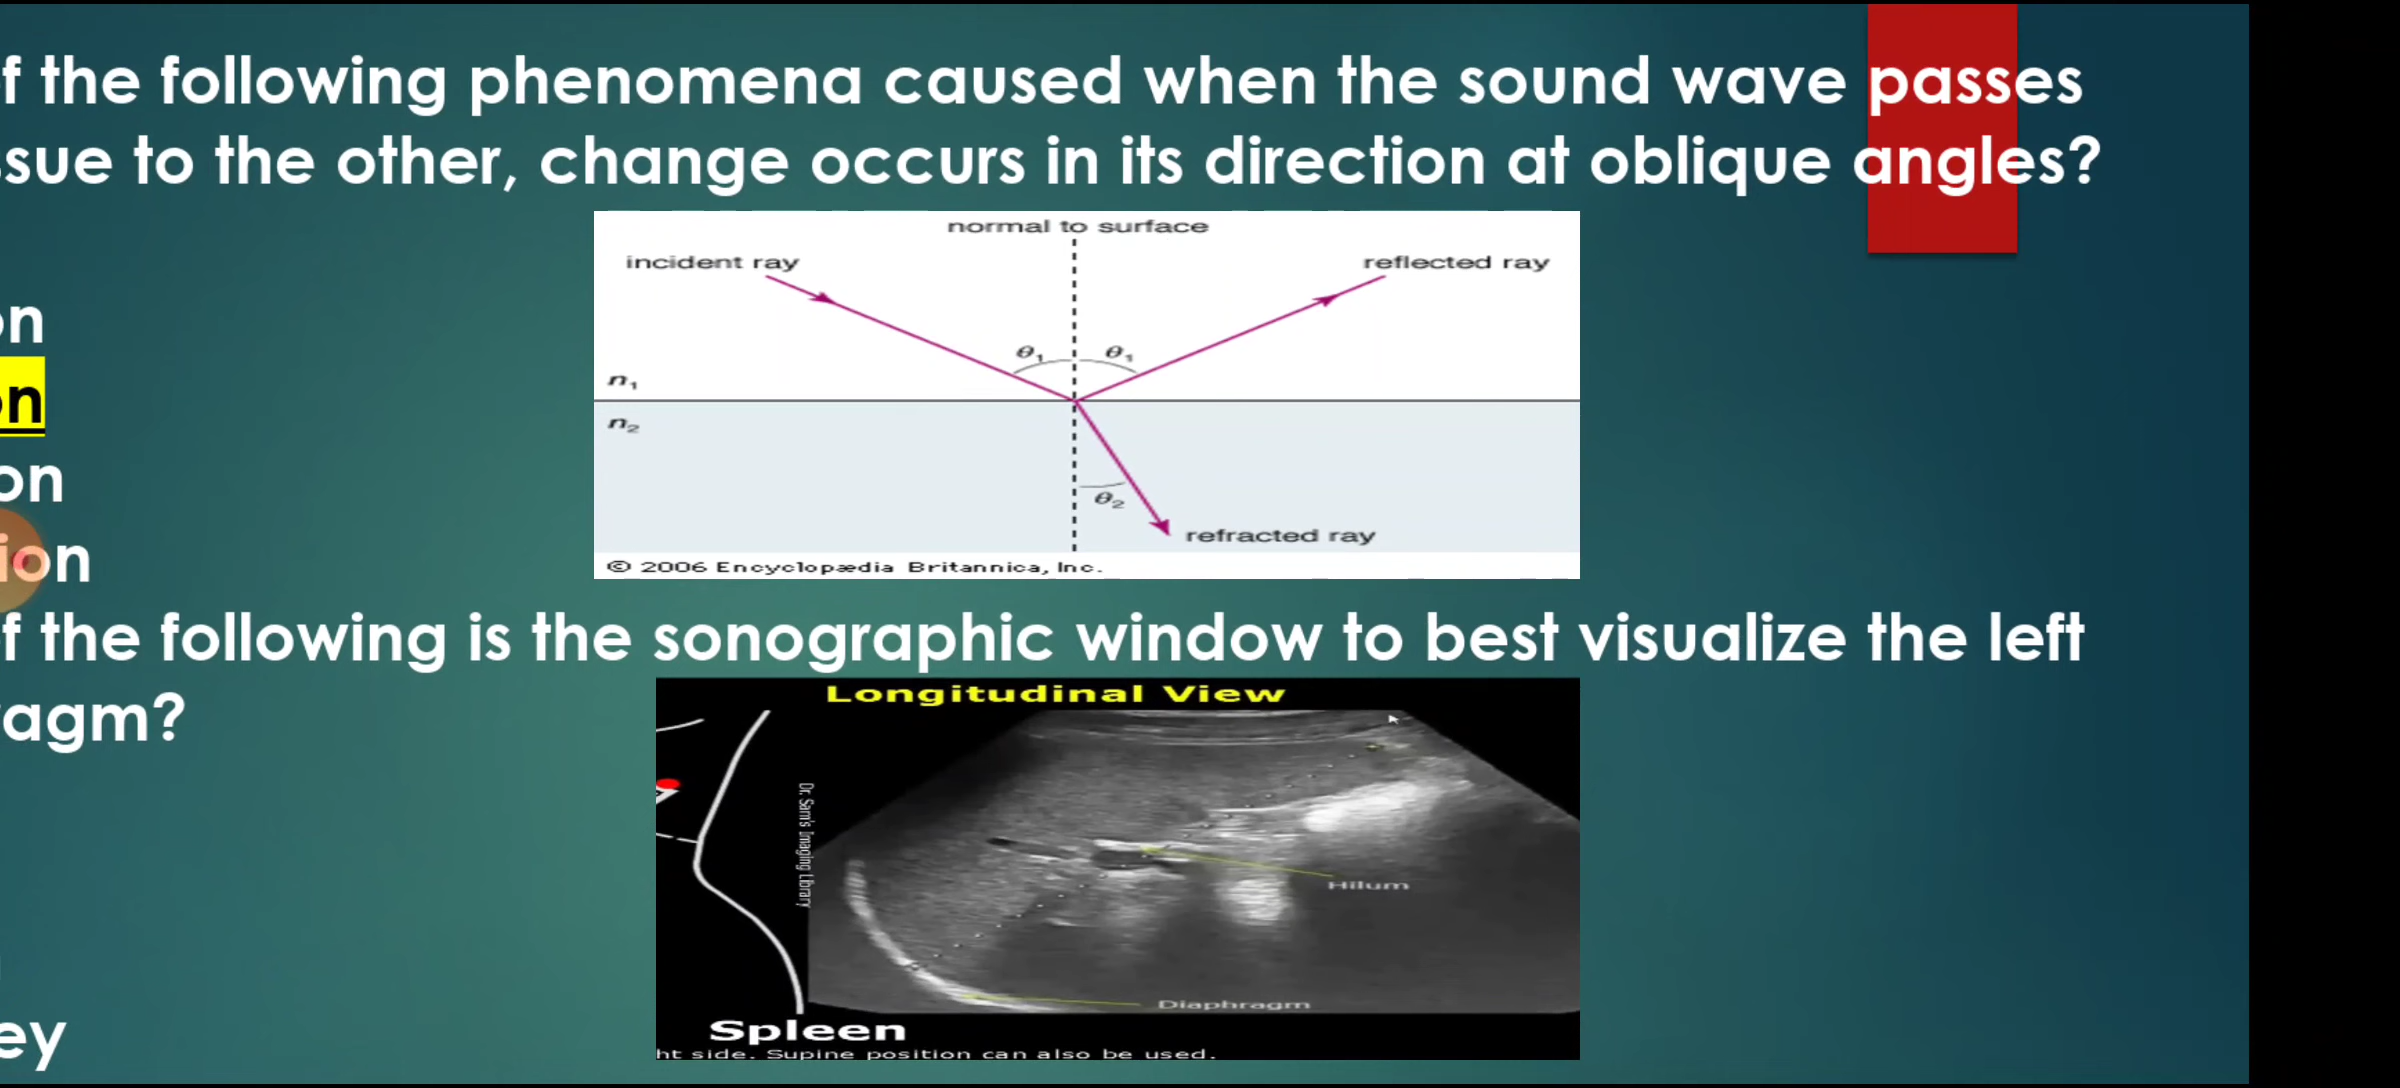 f the following phenomena caused when the sound wave passes
sue to the other, change occurs in its direction at oblique angles?
normal to surface
incident ray
reflected ray
θ₁ θ₁
n₁
n₂
θ₂
refracted ray
© 2006 Encyclopædia Britannica, Inc.
on
on
on
ion
f the following is the sonographic window to best visualize the left
agm?
Longitudinal View
Dr. Sam's Imaging Library
Hilum
Diaphragm
Spleen
ht side. Supine position can also be used.
ey